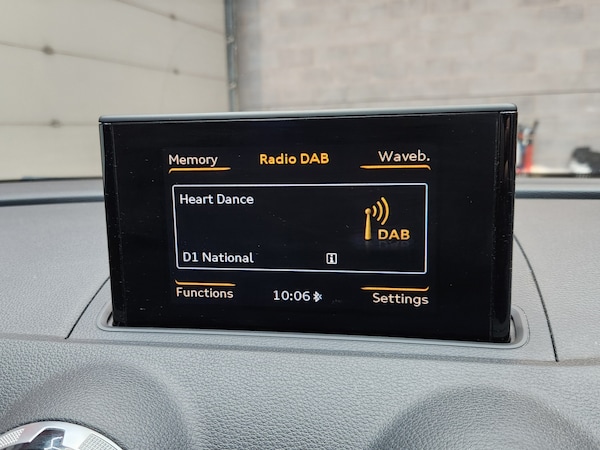 Memory Radio DAB Waveb.
Heart Dance
DAB
D1 National i
Functions 10:06 Settings